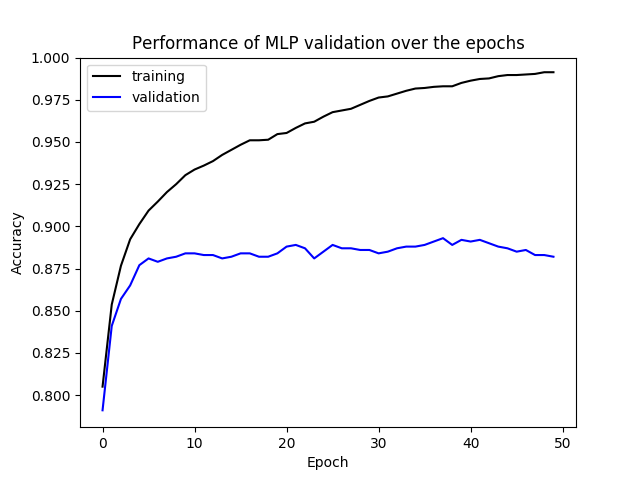 Performance of MLP validation over the epochs
1.000
0.975
0.950
0.925
0.900
0.875
0.850
0.825
0.800
Accuracy
training
validation
0 10 20 30 40 50
Epoch